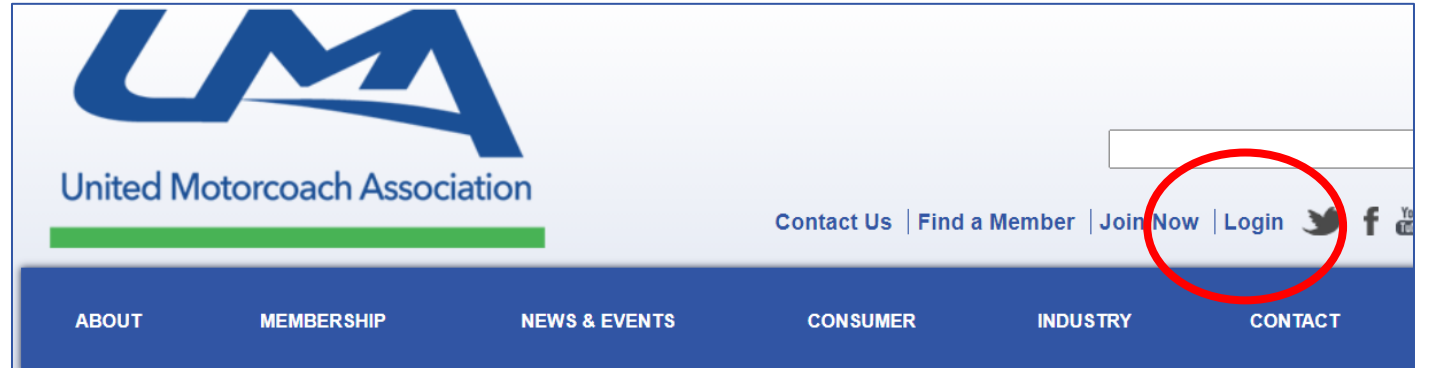 UMA
United Motorcoach Association
Contact Us | Find a Member | Join Now | Login
ABOUT MEMBERSHIP NEWS & EVENTS CONSUMER INDUSTRY CONTACT